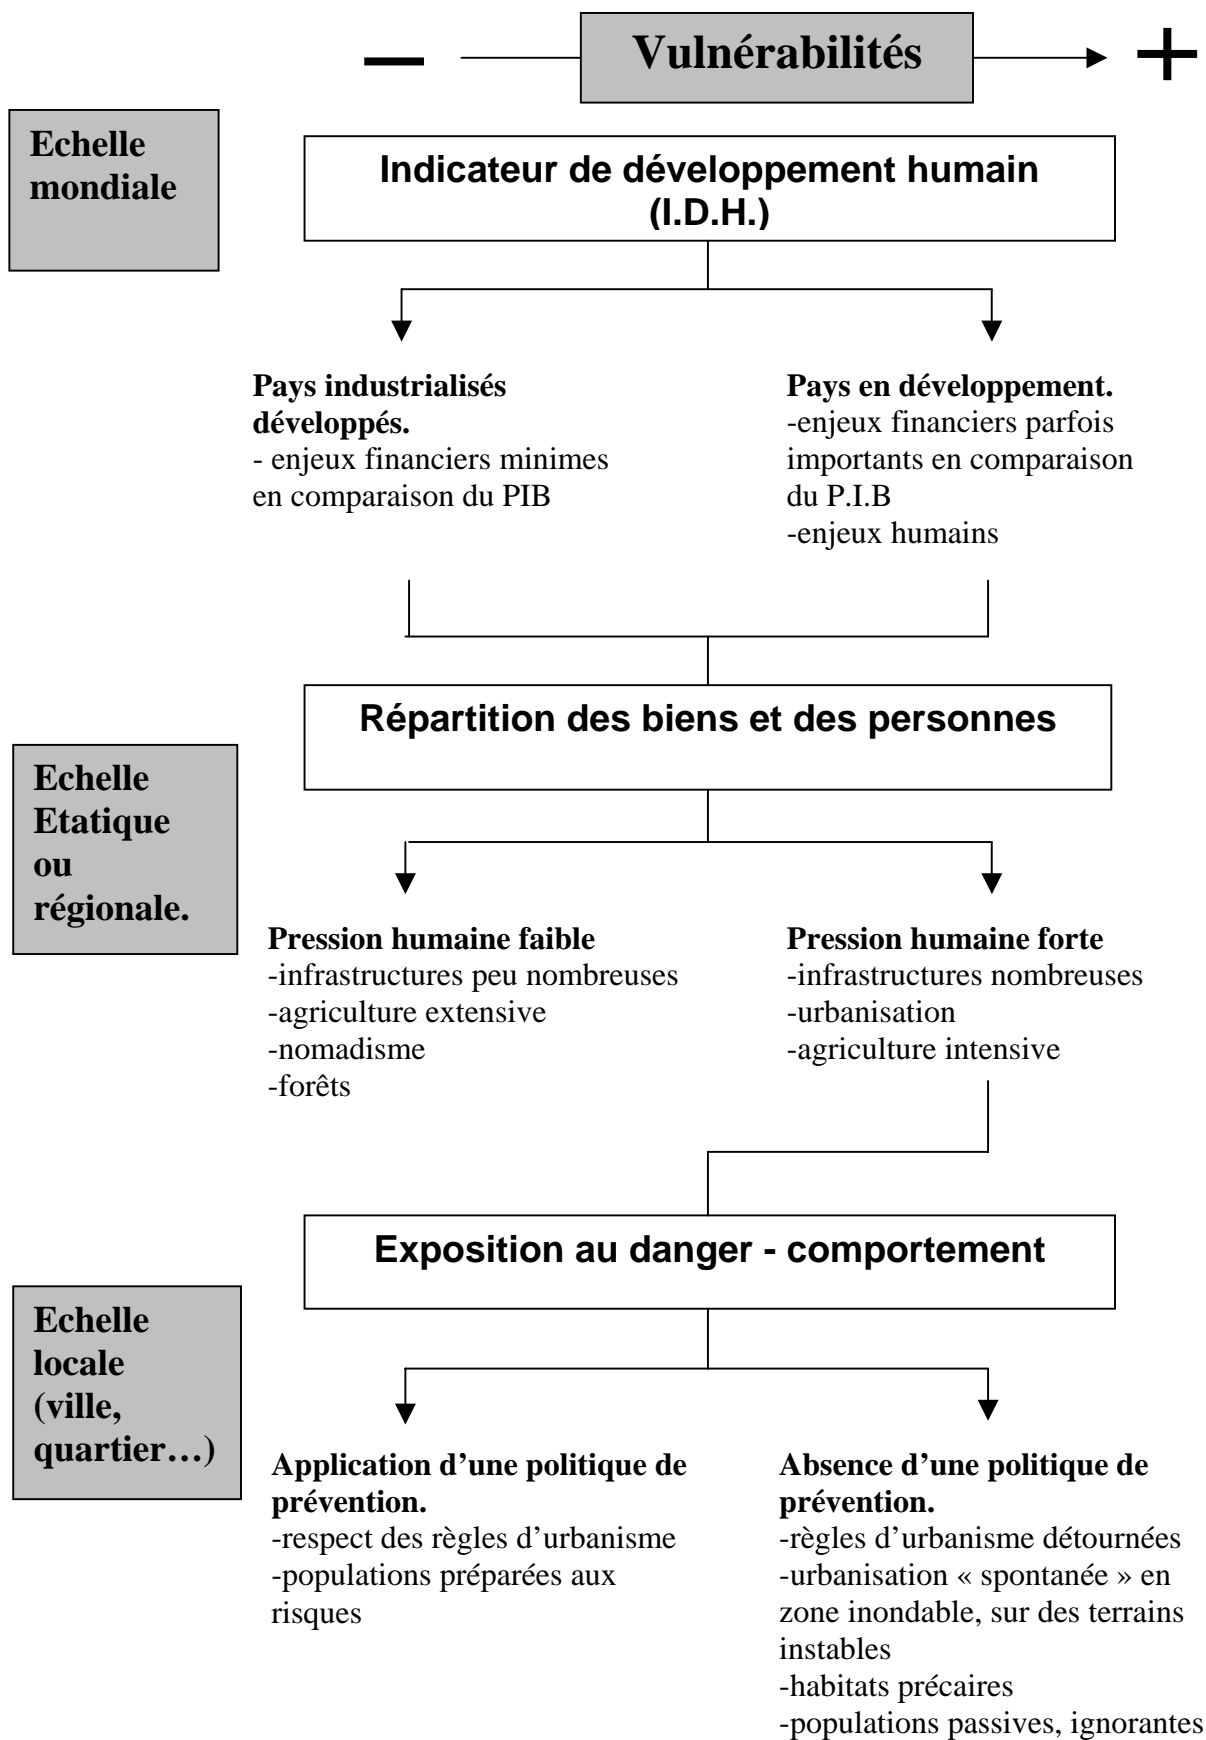 – Vulnérabilités +
Echelle
mondiale
Indicateur de développement humain
(I.D.H.)
Pays industrialisés
développés.
- enjeux financiers minimes
en comparaison du PIB
Pays en développement.
-enjeux financiers parfois
importants en comparaison
du P.I.B
-enjeux humains
Répartition des biens et des personnes
Echelle
Etatique
ou
régionale.
Pression humaine faible
-infrastructures peu nombreuses
-agriculture extensive
-nomadisme
-forêts
Pression humaine forte
-infrastructures nombreuses
-urbanisation
-agriculture intensive
Exposition au danger - comportement
Echelle
locale
(ville,
quartier…)
Application d’une politique de
prévention.
-respect des règles d’urbanisme
-populations préparées aux
risques
Absence d’une politique de
prévention.
-règles d’urbanisme détournées
-urbanisation « spontanée » en
zone inondable, sur des terrains
instables
-habitats précaires
-populations passives, ignorantes